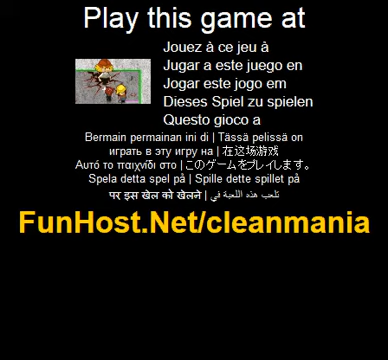 Play this game at
Jouez à ce jeu à
Jugar a este juego en
Jogar este jogo em
Dieses Spiel zu spielen
Questo gioco a
Bermain permainan ini di | Tässä pelissä on
играть в эту игру на | 在这场游戏
Αυτό το παιχνίδι στο | このゲームをプレイします。
Spela detta spel på | Spille dette spillet på
पर इस खेल को खेलने | تلعب هذه اللعبة في
FunHost.Net/cleanmania